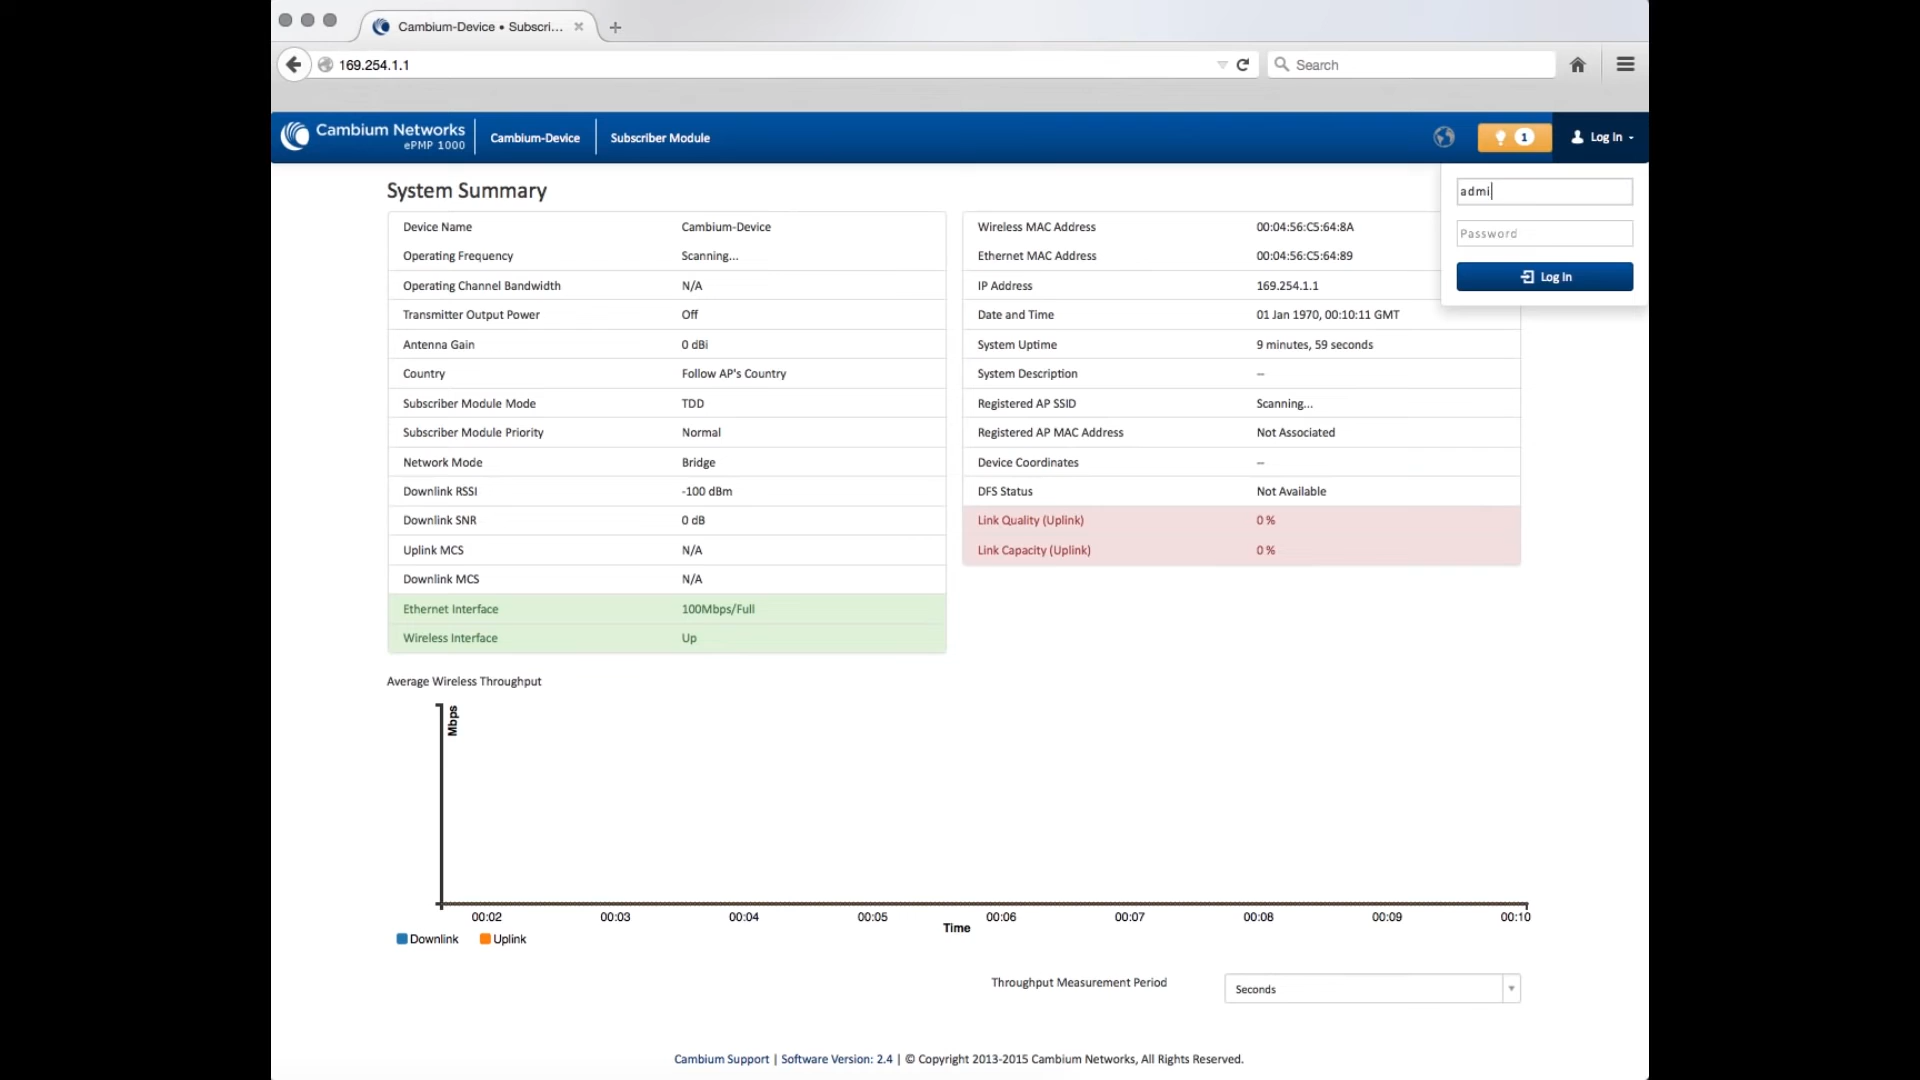 Cambium-Device • Subscri...
169.254.1.1
Search
Cambium Networks
ePMP 1000
Cambium-Device
Subscriber Module
1
Log In
admi
Password
Log In
System Summary
Device Name Cambium-Device
Operating Frequency Scanning...
Operating Channel Bandwidth N/A
Transmitter Output Power Off
Antenna Gain 0 dBi
Country Follow AP's Country
Subscriber Module Mode TDD
Subscriber Module Priority Normal
Network Mode Bridge
Downlink RSSI -100 dBm
Downlink SNR 0 dB
Uplink MCS N/A
Downlink MCS N/A
Ethernet Interface 100Mbps/Full
Wireless Interface Up
Wireless MAC Address 00:04:56:C5:64:8A
Ethernet MAC Address 00:04:56:C5:64:89
IP Address 169.254.1.1
Date and Time 01 Jan 1970, 00:10:11 GMT
System Uptime 9 minutes, 59 seconds
System Description –
Registered AP SSID Scanning...
Registered AP MAC Address Not Associated
Device Coordinates –
DFS Status Not Available
Link Quality (Uplink) 0 %
Link Capacity (Uplink) 0 %
Average Wireless Throughput
Mbps
00:02 00:03 00:04 00:05 00:06 00:07 00:08 00:09 00:10
Time
Downlink Uplink
Throughput Measurement Period Seconds
Cambium Support | Software Version: 2.4 | © Copyright 2013-2015 Cambium Networks, All Rights Reserved.